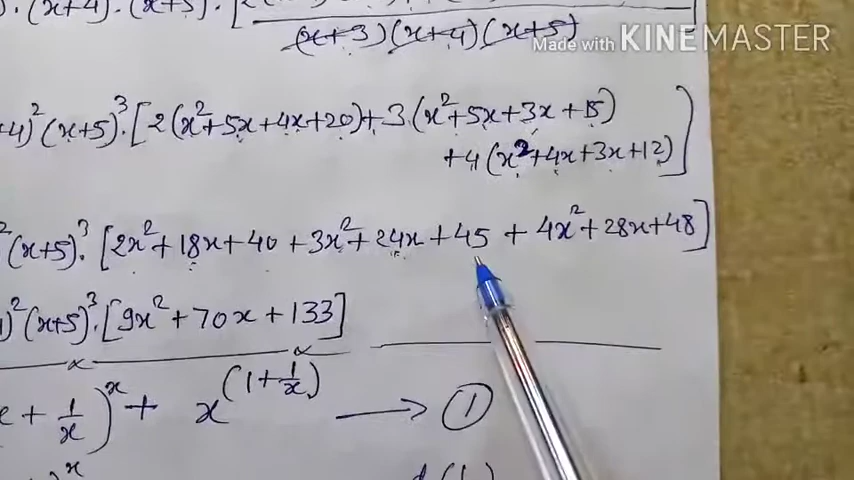 ). (x+4). (x+5). [
(x+3)(x+4)(x+5)
Made with KINEMASTER
+4)²(x+5)³.[2(x²+5x+4x+20)+3.(x²+5x+3x+15)
+4(x²+4x+3x+12)]
²(x+5)³.[2x²+18x+40+3x²+24x+45+4x²+28x+48]
)²(x+5)³.[9x²+70x+133]
x+1/x)^x + x^(1+1/x) → ①
)^x